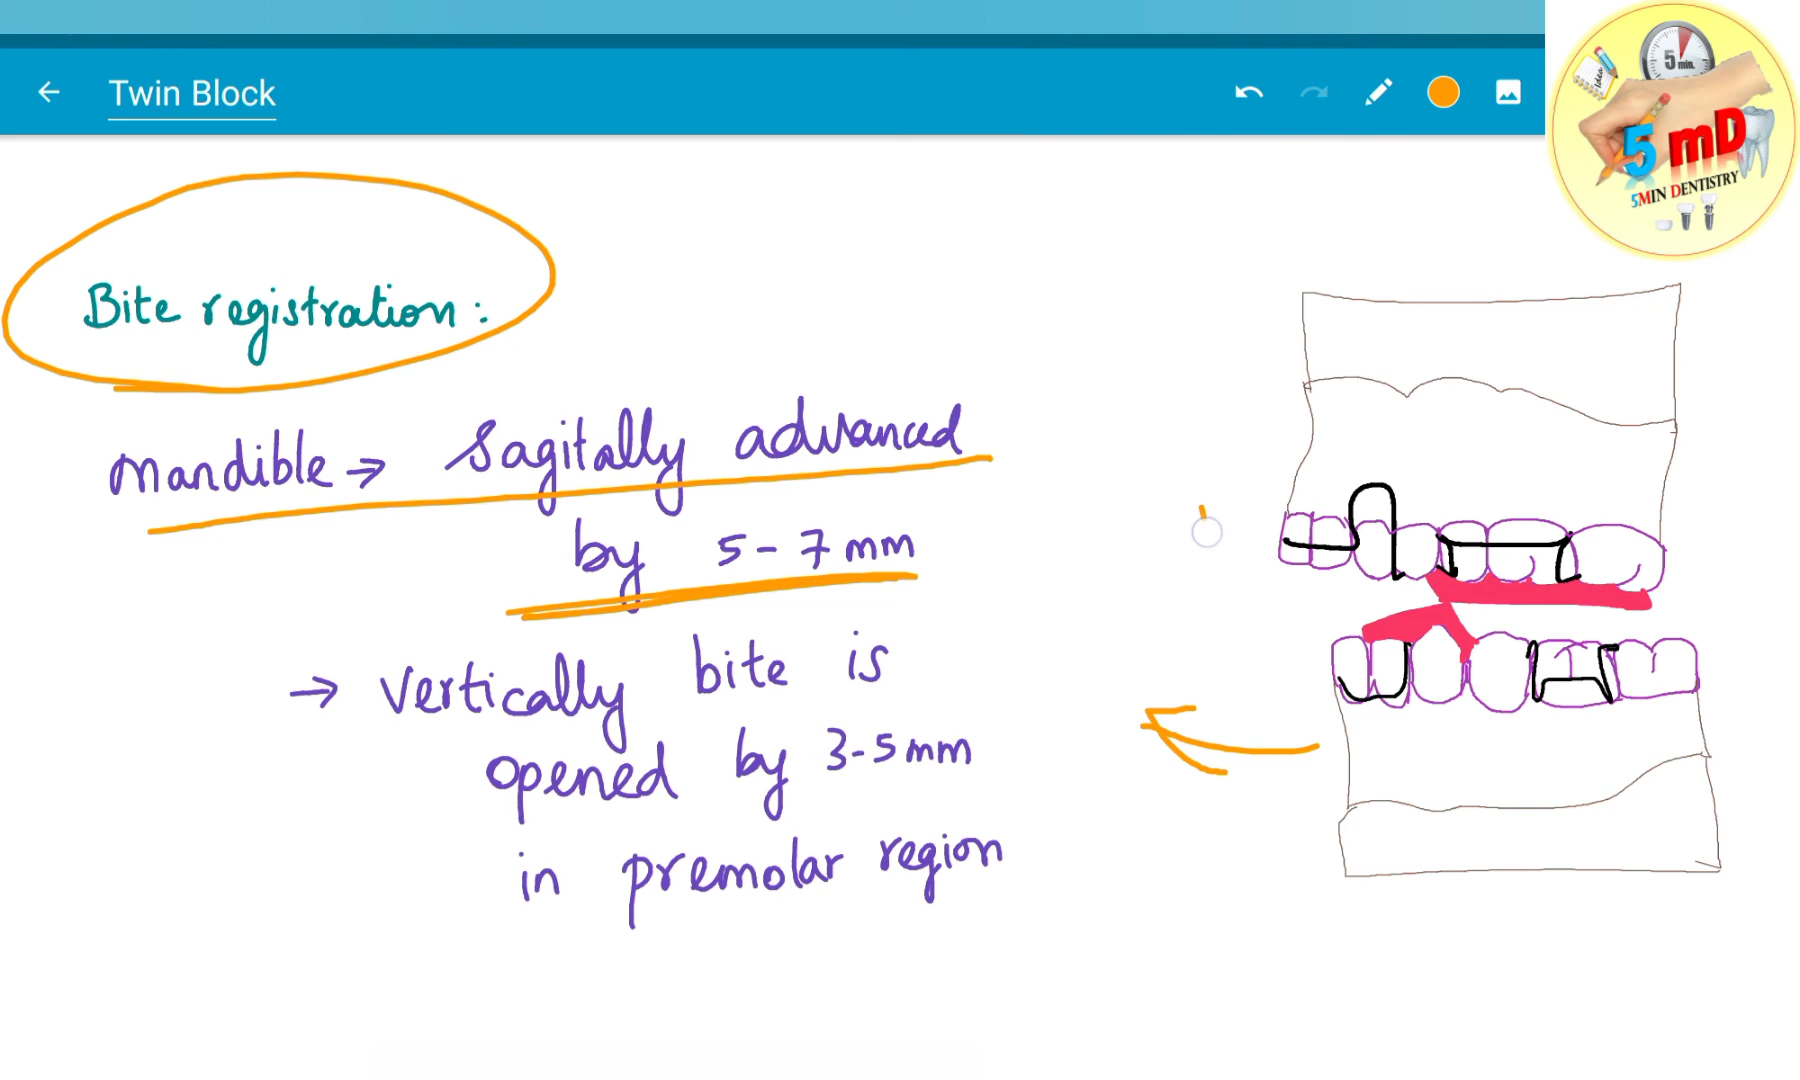 Twin Block
Idea
5 min.
5 mD
5MIN DENTISTRY
Bite registration :
Mandible → Sagitally advanced
by 5 - 7 mm
→ Vertically bite is
opened by 3-5 mm
in premolar region